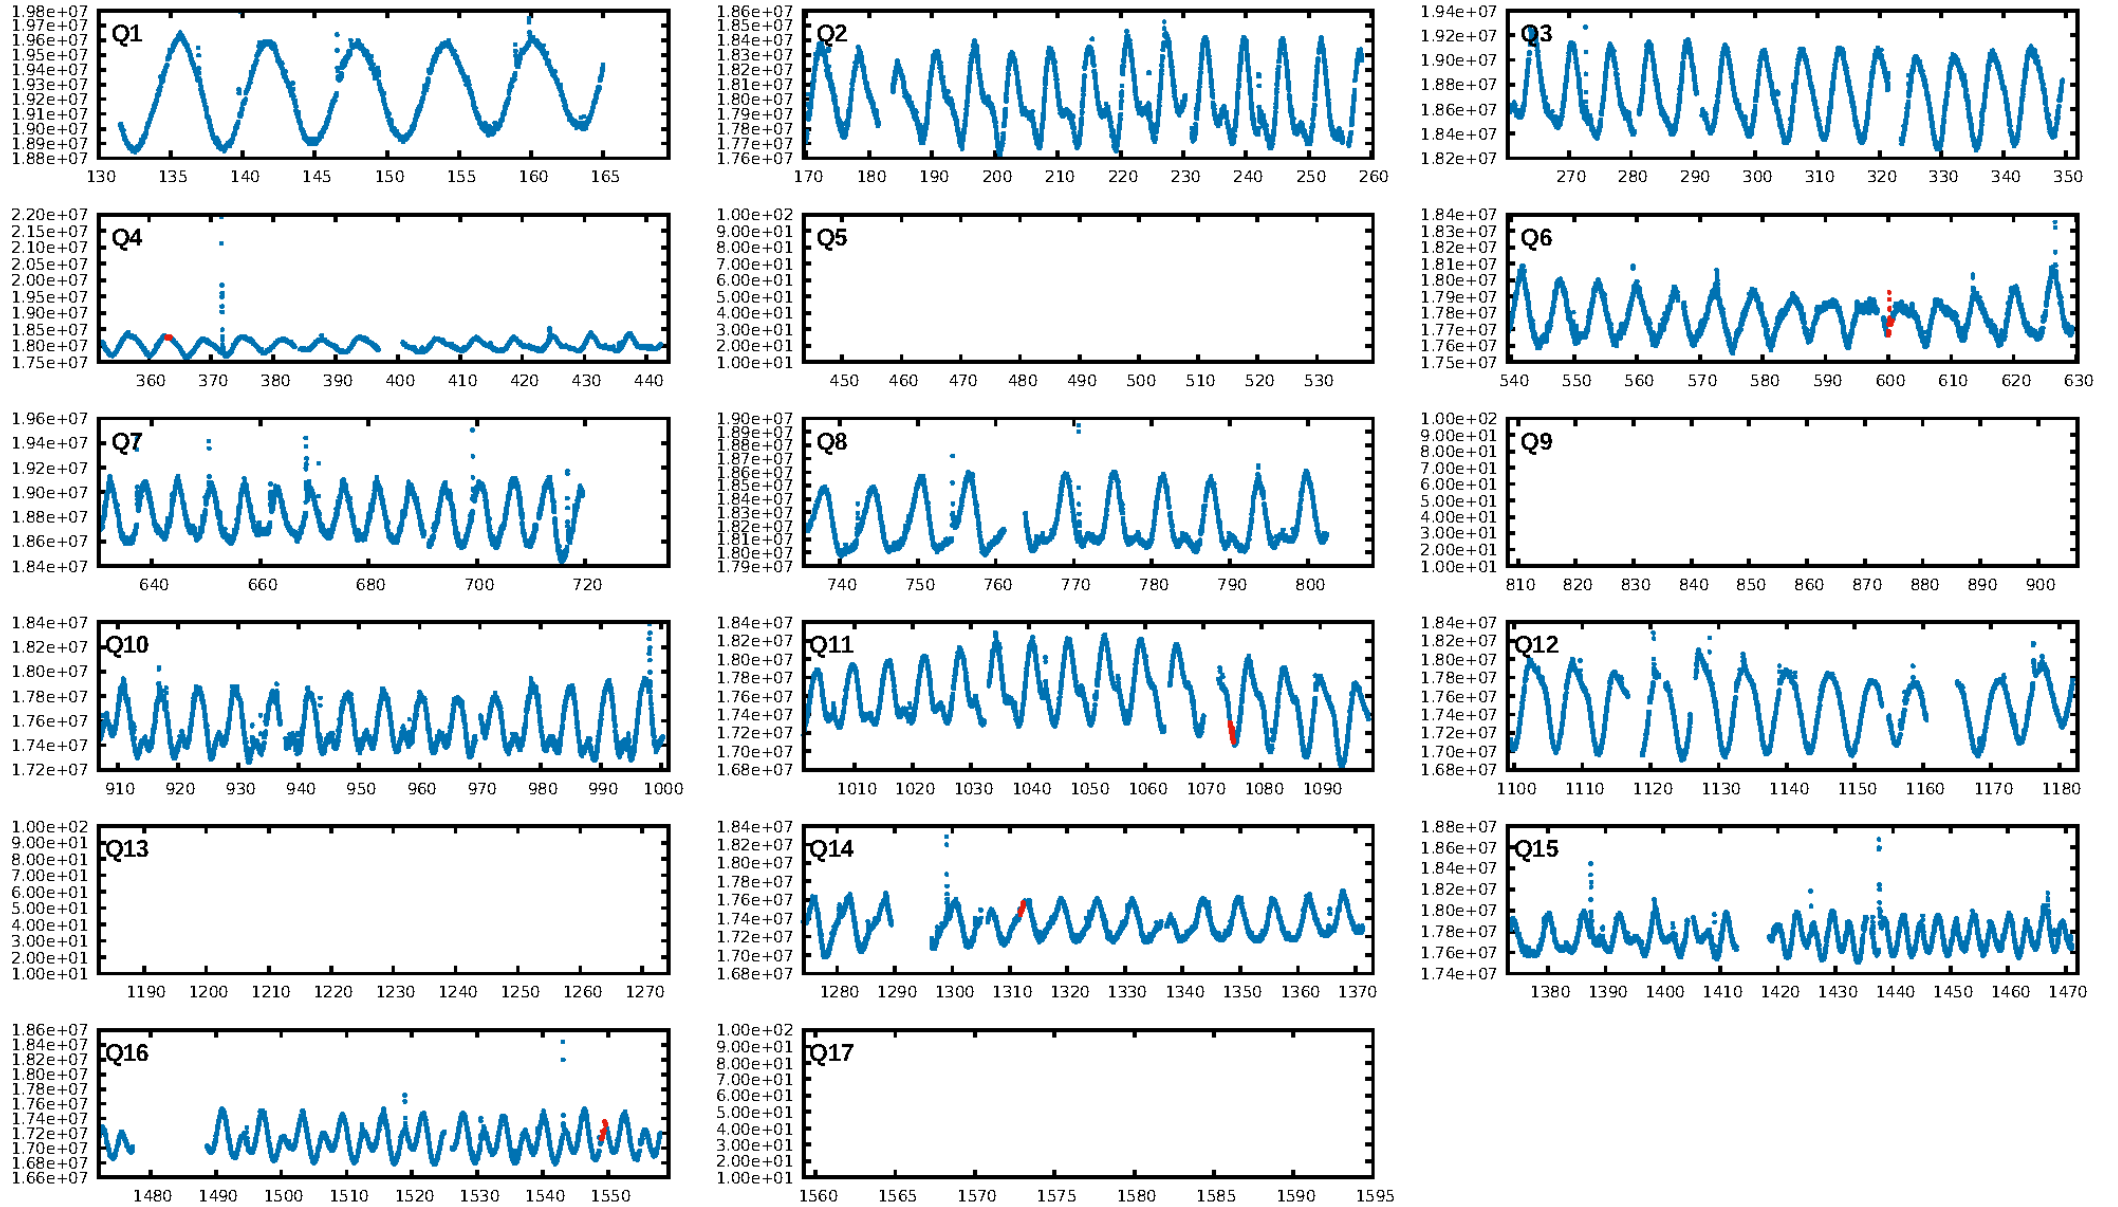 Q1
1.98e+07
1.97e+07
1.96e+07
1.95e+07
1.94e+07
1.93e+07
1.92e+07
1.91e+07
1.90e+07
1.89e+07
1.88e+07
130 135 140 145 150 155 160 165
Q2
1.86e+07
1.85e+07
1.84e+07
1.83e+07
1.82e+07
1.81e+07
1.80e+07
1.79e+07
1.78e+07
1.77e+07
1.76e+07
170 180 190 200 210 220 230 240 250 260
Q3
1.94e+07
1.92e+07
1.90e+07
1.88e+07
1.86e+07
1.84e+07
1.82e+07
270 280 290 300 310 320 330 340 350
Q4
2.20e+07
2.15e+07
2.10e+07
2.05e+07
2.00e+07
1.95e+07
1.90e+07
1.85e+07
1.80e+07
1.75e+07
360 370 380 390 400 410 420 430 440
Q5
1.00e+02
9.00e+01
8.00e+01
7.00e+01
6.00e+01
5.00e+01
4.00e+01
3.00e+01
2.00e+01
1.00e+01
450 460 470 480 490 500 510 520 530
Q6
1.84e+07
1.83e+07
1.82e+07
1.81e+07
1.80e+07
1.79e+07
1.78e+07
1.77e+07
1.76e+07
1.75e+07
540 550 560 570 580 590 600 610 620 630
Q7
1.96e+07
1.94e+07
1.92e+07
1.90e+07
1.88e+07
1.86e+07
1.84e+07
640 660 680 700 720
Q8
1.90e+07
1.89e+07
1.88e+07
1.87e+07
1.86e+07
1.85e+07
1.84e+07
1.83e+07
1.82e+07
1.81e+07
1.80e+07
1.79e+07
740 750 760 770 780 790 800
Q9
1.00e+02
9.00e+01
8.00e+01
7.00e+01
6.00e+01
5.00e+01
4.00e+01
3.00e+01
2.00e+01
1.00e+01
810 820 830 840 850 860 870 880 890 900
Q10
1.84e+07
1.82e+07
1.80e+07
1.78e+07
1.76e+07
1.74e+07
1.72e+07
910 920 930 940 950 960 970 980 990 1000
Q11
1.84e+07
1.82e+07
1.80e+07
1.78e+07
1.76e+07
1.74e+07
1.72e+07
1.70e+07
1.68e+07
1010 1020 1030 1040 1050 1060 1070 1080 1090
Q12
1.84e+07
1.82e+07
1.80e+07
1.78e+07
1.76e+07
1.74e+07
1.72e+07
1.70e+07
1.68e+07
1100 1110 1120 1130 1140 1150 1160 1170 1180
Q13
1.00e+02
9.00e+01
8.00e+01
7.00e+01
6.00e+01
5.00e+01
4.00e+01
3.00e+01
2.00e+01
1.00e+01
1190 1200 1210 1220 1230 1240 1250 1260 1270
Q14
1.84e+07
1.82e+07
1.80e+07
1.78e+07
1.76e+07
1.74e+07
1.72e+07
1.70e+07
1.68e+07
1280 1290 1300 1310 1320 1330 1340 1350 1360 1370
Q15
1.88e+07
1.86e+07
1.84e+07
1.82e+07
1.80e+07
1.78e+07
1.76e+07
1.74e+07
1380 1390 1400 1410 1420 1430 1440 1450 1460 1470
Q16
1.86e+07
1.84e+07
1.82e+07
1.80e+07
1.78e+07
1.76e+07
1.74e+07
1.72e+07
1.70e+07
1.68e+07
1.66e+07
1480 1490 1500 1510 1520 1530 1540 1550
Q17
1.00e+02
9.00e+01
8.00e+01
7.00e+01
6.00e+01
5.00e+01
4.00e+01
3.00e+01
2.00e+01
1.00e+01
1560 1565 1570 1575 1580 1585 1590 1595